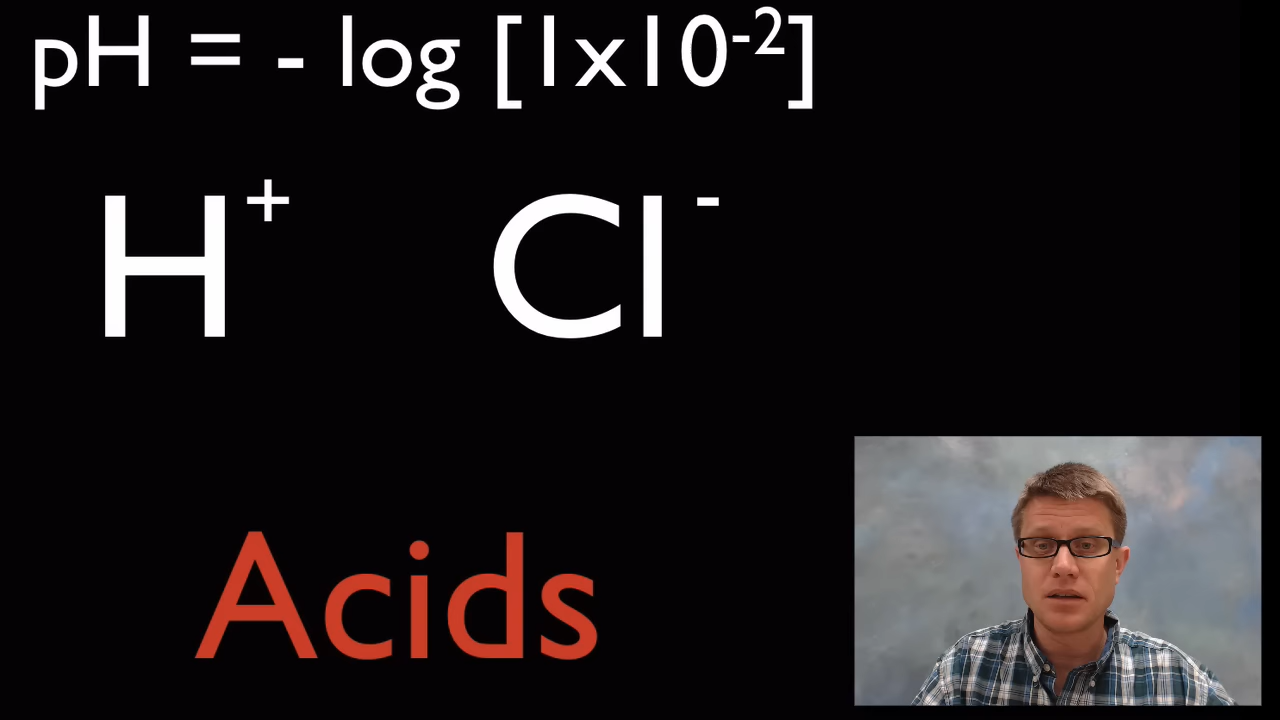 pH = - log [1x10⁻²]
H⁺ Cl⁻
Acids